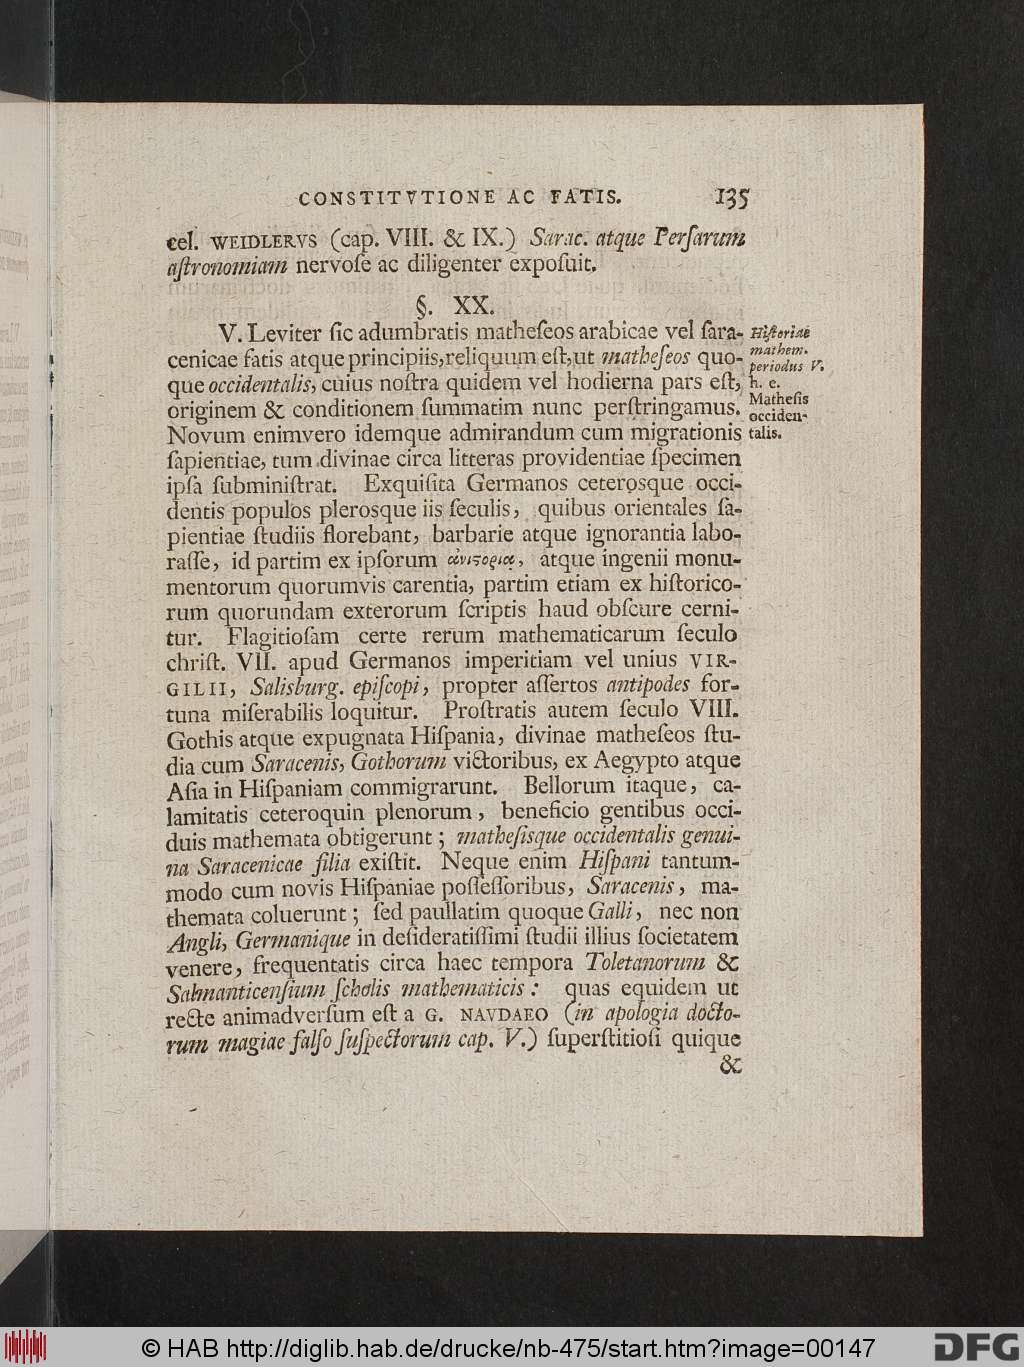 CONSTITVTIONE AC FATIS. 135
cel. WEIDLERVS (cap. VIII. & IX.) Sarac. atque Perſarum
aſtronomiam nervoſe ac diligenter expoſuit.
§. XX.
V. Leviter ſic adumbratis matheſeos arabicae vel ſara-
cenicae fatis atque principiis, reliquum eſt, ut matheſeos quo-
que occidentalis, cuius noſtra quidem vel hodierna pars eſt,
originem & conditionem ſummatim nunc perſtringamus.
Novum enimvero idemque admirandum cum migrationis
ſapientiae, tum divinae circa litteras providentiae ſpecimen
ipſa ſubminiſtrat. Exquiſita Germanos ceterosque occi-
dentis populos plerosque iis ſeculis, quibus orientales ſa-
pientiae ſtudiis florebant, barbarie atque ignorantia labo-
raſſe, id partim ex ipſorum ἀνιϛορια, atque ingenii monu-
mentorum quorumvis carentia, partim etiam ex hiſtorico-
rum quorundam exterorum ſcriptis haud obſcure cerni-
tur. Flagitioſam certe rerum mathematicarum ſeculo
chriſt. VII. apud Germanos imperitiam vel unius VIR-
GILII, Salisburg. epiſcopi, propter aſſertos antipodes for-
tuna miſerabilis loquitur. Proſtratis autem ſeculo VIII.
Gothis atque expugnata Hiſpania, divinae matheſeos ſtu-
dia cum Saracenis, Gothorum victoribus, ex Aegypto atque
Aſia in Hiſpaniam commigrarunt. Bellorum itaque, ca-
lamitatis ceteroquin plenorum, beneficio gentibus occi-
duis mathemata obtigerunt; matheſisque occidentalis genui-
na Saracenicae filia exiſtit. Neque enim Hiſpani tantum-
modo cum novis Hiſpaniae poſſeſſoribus, Saracenis, ma-
themata coluerunt; ſed paullatim quoque Galli, nec non
Angli, Germanique in deſideratiſſimi ſtudii illius ſocietatem
venere, frequentatis circa haec tempora Toletanorum &
Salmanticenſium ſcholis mathematicis: quas equidem ut
recte animadverſum eſt a G. NAVDAEO (in apologia docto-
rum magiae falſo ſuſpectorum cap. V.) ſuperſtitioſi quique
&
Hiſtoriae
mathem.
periodus V.
h. e.
Matheſis
occiden-
talis.
© HAB http://diglib.hab.de/drucke/nb-475/start.htm?image=00147
DFG